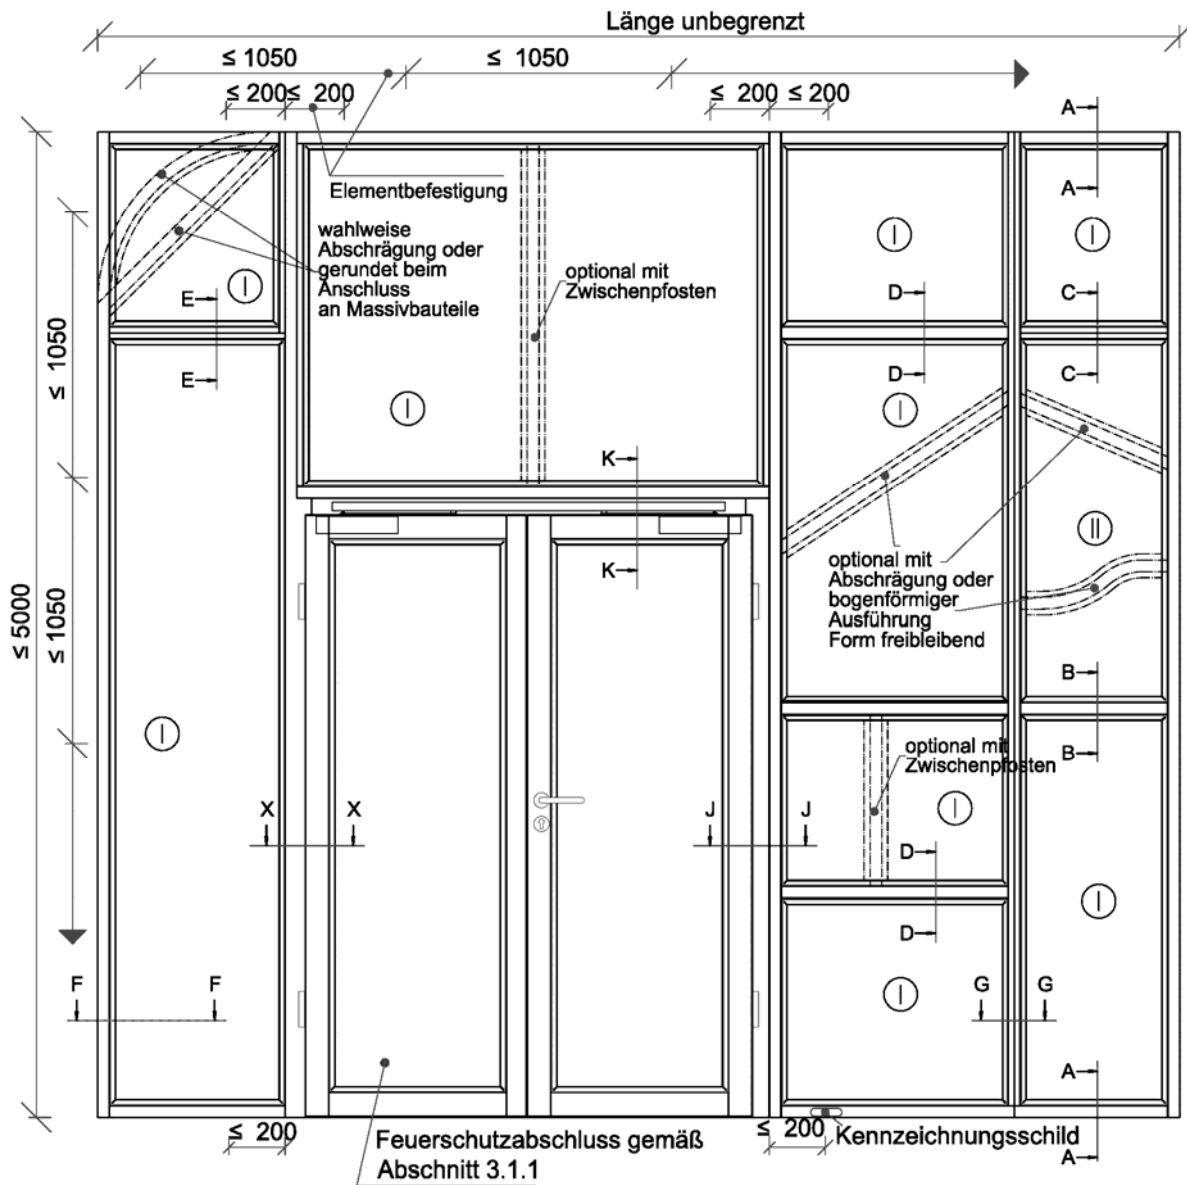 Länge unbegrenzt
≤ 1050
≤ 1050
≤ 200
≤ 200
≤ 200
≤ 200
A
A
Elementbefestigung
wahlweise
Abschrägung oder
gerundet beim
Anschluss
an Massivbauteile
optional mit
Zwischenpfosten
I
I
I
E
D
C
E
D
C
≤ 1050
I
I
K
K
II
optional mit
Abschrägung oder
bogenförmiger
Ausführung
Form freibleibend
≤ 5000
≤ 1050
B
B
I
optional mit
Zwischenpfosten
X
X
J
J
I
D
D
I
I
F
F
G
G
A
A
≤ 200
Feuerschutzabschluss gemäß
Abschnitt 3.1.1
≤ 200
Kennzeichnungsschild